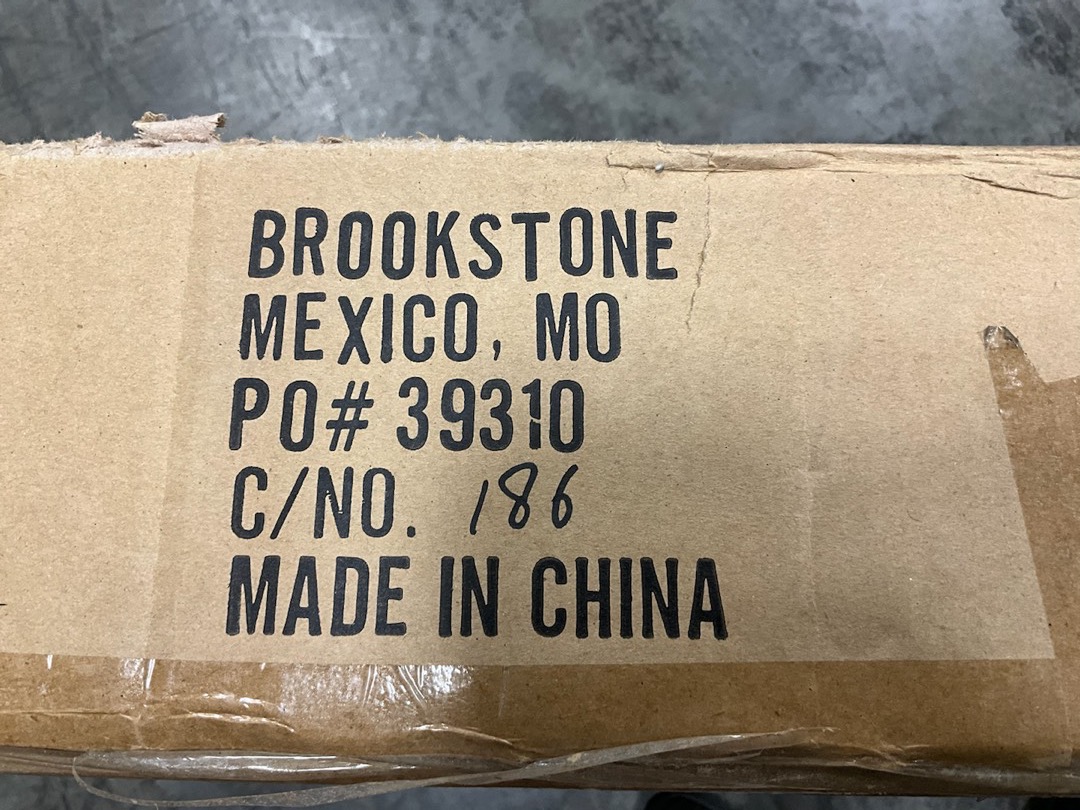 BROOKSTONE
MEXICO, MO
PO# 39310
C/NO. 186
MADE IN CHINA